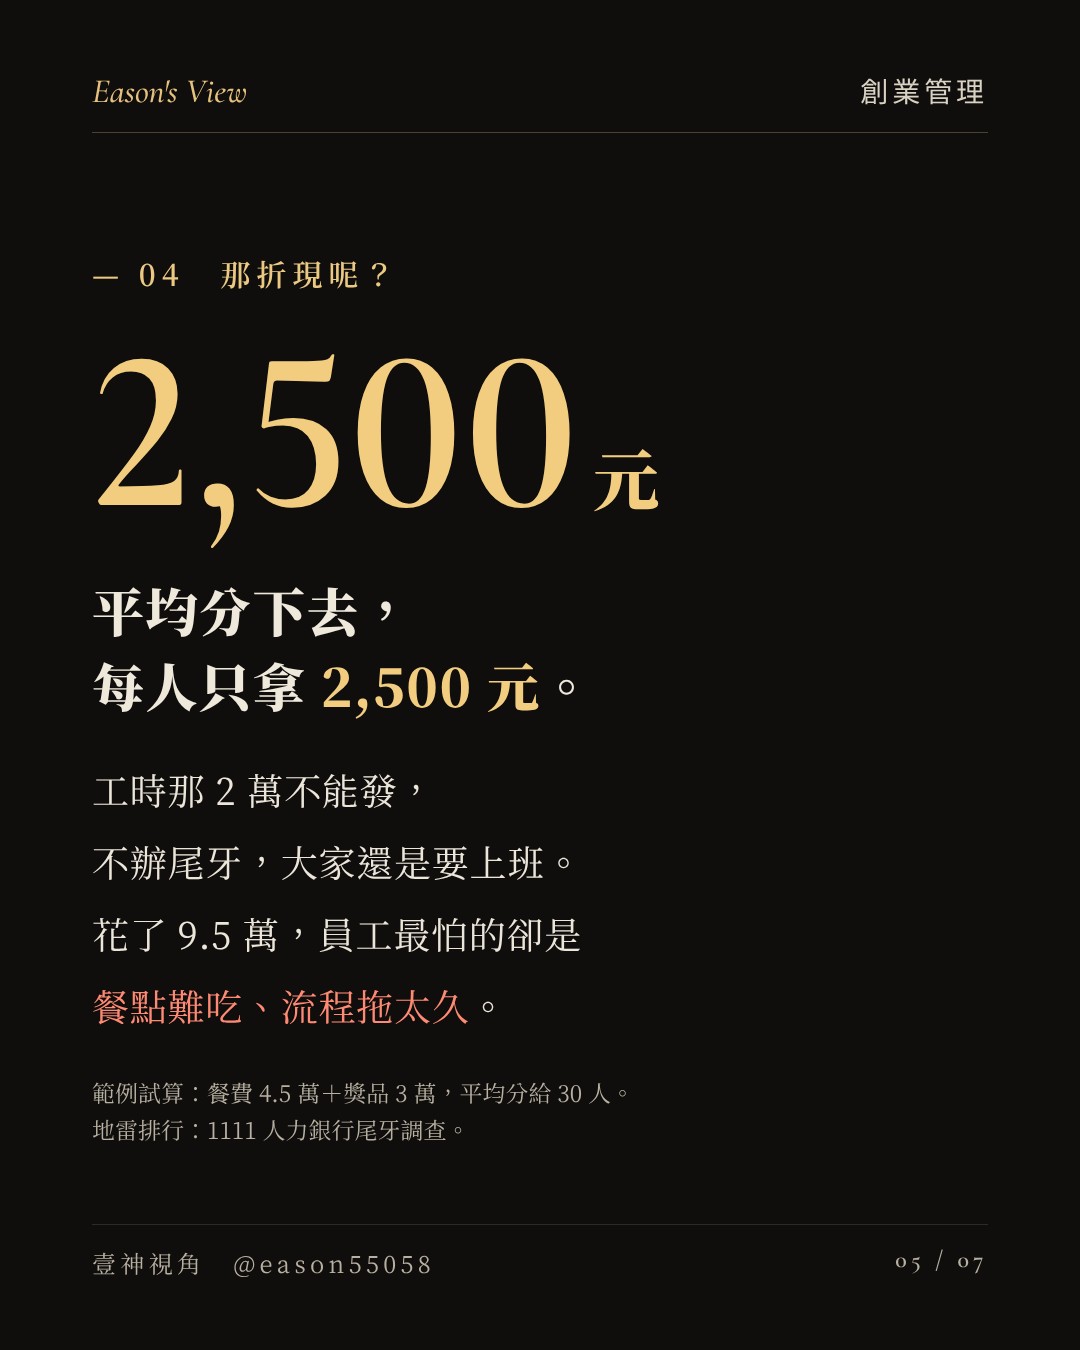 Eason's View
創業管理
— 04 那折現呢？
2,500 元
平均分下去，
每人只拿 2,500 元。
工時那 2 萬不能發，
不辦尾牙，大家還是要上班。
花了 9.5 萬，員工最怕的卻是
餐點難吃、流程拖太久。
範例試算：餐費 4.5 萬＋獎品 3 萬，平均分給 30 人。
地雷排行：1111 人力銀行尾牙調查。
壹神視角 @eason55058
05 / 07